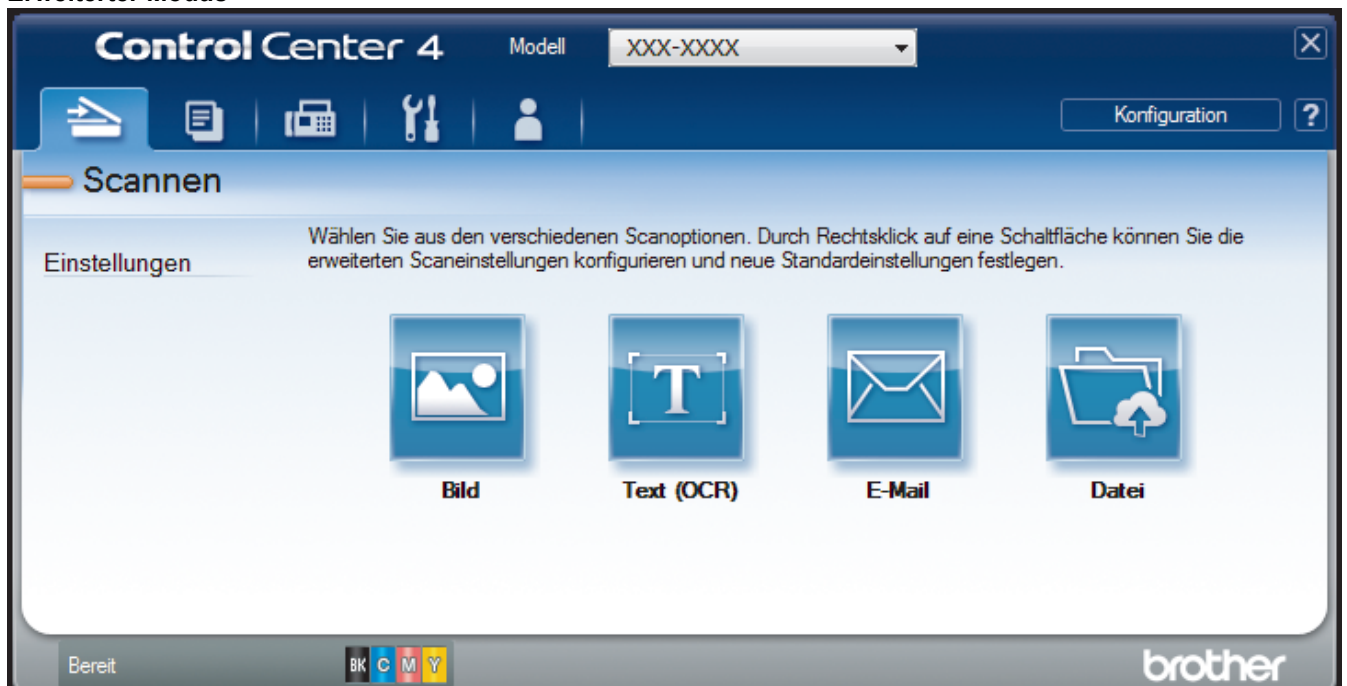 Erweiterter Modus
Control Center 4
Modell
XXX-XXXX
Konfiguration
?
Scannen
Einstellungen
Wählen Sie aus den verschiedenen Scanoptionen. Durch Rechtsklick auf eine Schaltfläche können Sie die
erweiterten Scaneinstellungen konfigurieren und neue Standardeinstellungen festlegen.
T
Bild
Text (OCR)
E-Mail
Datei
Bereit
BK C M Y
brother